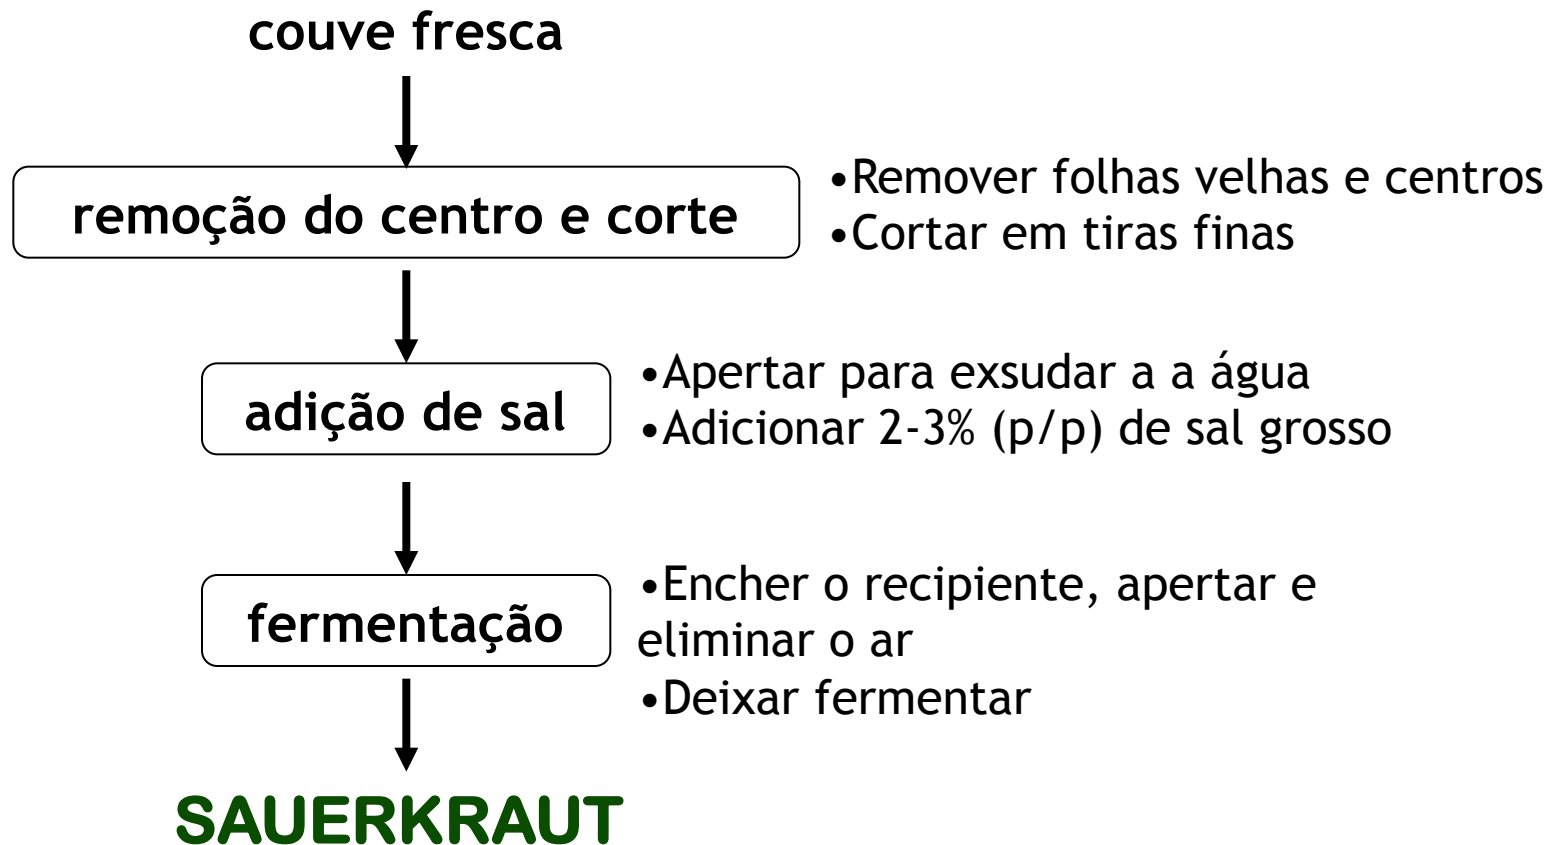 couve fresca
remoção do centro e corte
•Remover folhas velhas e centros
•Cortar em tiras finas
adição de sal
•Apertar para exsudar a a água
•Adicionar 2-3% (p/p) de sal grosso
fermentação
•Encher o recipiente, apertar e
eliminar o ar
•Deixar fermentar
SAUERKRAUT